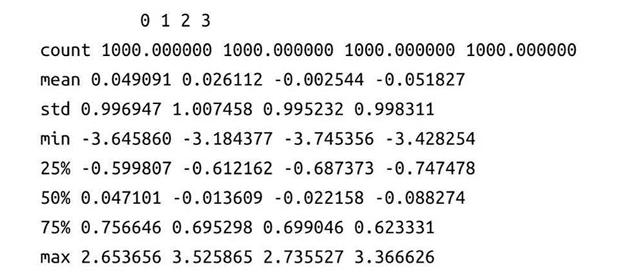 0 1 2 3
count 1000.000000 1000.000000 1000.000000 1000.000000
mean 0.049091 0.026112 -0.002544 -0.051827
std 0.996947 1.007458 0.995232 0.998311
min -3.645860 -3.184377 -3.745356 -3.428254
25% -0.599807 -0.612162 -0.687373 -0.747478
50% 0.047101 -0.013609 -0.022158 -0.088274
75% 0.756646 0.695298 0.699046 0.623331
max 2.653656 3.525865 2.735527 3.366626